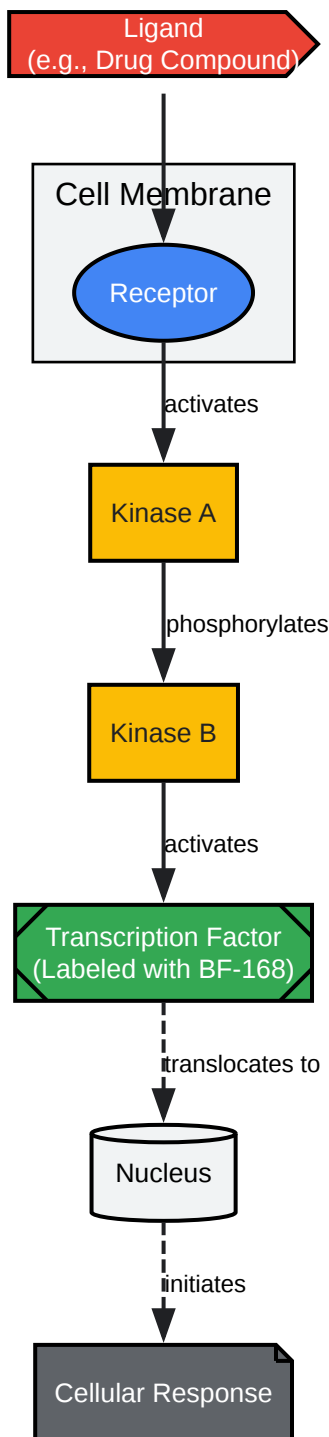 Ligand
(e.g., Drug Compound)
Cell Membrane
Receptor
activates
Kinase A
phosphorylates
Kinase B
activates
Transcription Factor
(Labeled with BF-168)
translocates to
Nucleus
initiates
Cellular Response